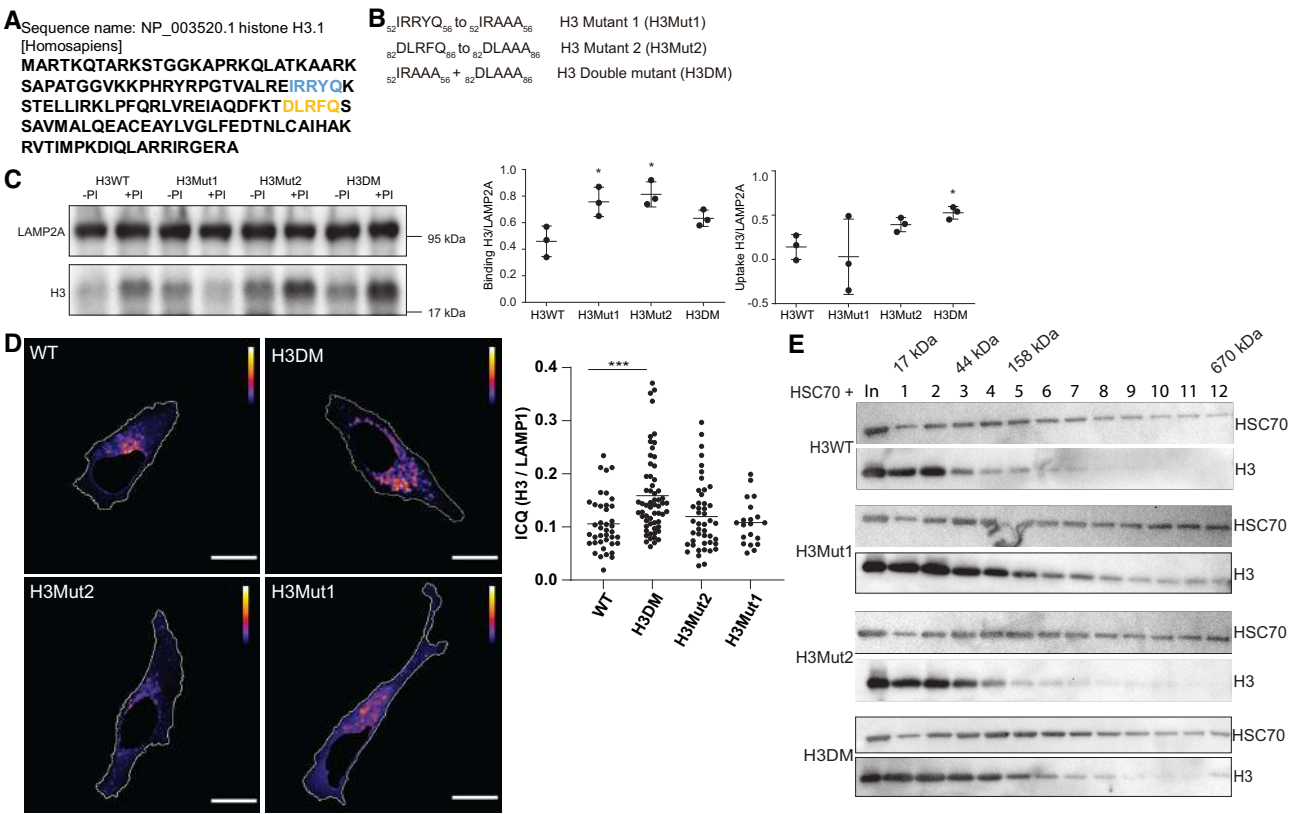 A
Sequence name: NP_003520.1 histone H3.1
[Homosapiens]
MARTKQTARKSTGGKAPRKQLATKAARK
SAPATGGVKKPHRYRPGTVALREIRRYQK
STELLIRKLPFQRLVREIAQDFKTDLRFQS
SAVMALQEACEAYLVGLFEDTNLCAIHAK
RVTIMPKDIQLARRIRGERA
B
52IRRYQ56 to 52IRAAA56 H3 Mutant 1 (H3Mut1)
82DLRFQ86 to 82DLAAA86 H3 Mutant 2 (H3Mut2)
52IRAAA56 + 82DLAAA86 H3 Double mutant (H3DM)
C
H3WT H3Mut1 H3Mut2 H3DM
-PI +PI -PI +PI -PI +PI -PI +PI
LAMP2A
95 kDa
H3
17 kDa
Binding H3/LAMP2A
1.0
0.8
0.6
0.4
0.2
0.0
* *
H3WT H3Mut1 H3Mut2 H3DM
Uptake H3/LAMP2A
1.0
0.5
0.0
-0.5
*
H3WT H3Mut1 H3Mut2 H3DM
D
WT
H3DM
H3Mut2
H3Mut1
ICQ (H3 / LAMP1)
0.4
0.3
0.2
0.1
0.0
***
WT H3DM H3Mut2 H3Mut1
E
17 kDa 44 kDa 158 kDa 670 kDa
HSC70 + In 1 2 3 4 5 6 7 8 9 10 11 12
H3WT
HSC70
H3
H3Mut1
HSC70
H3
H3Mut2
HSC70
H3
H3DM
HSC70
H3